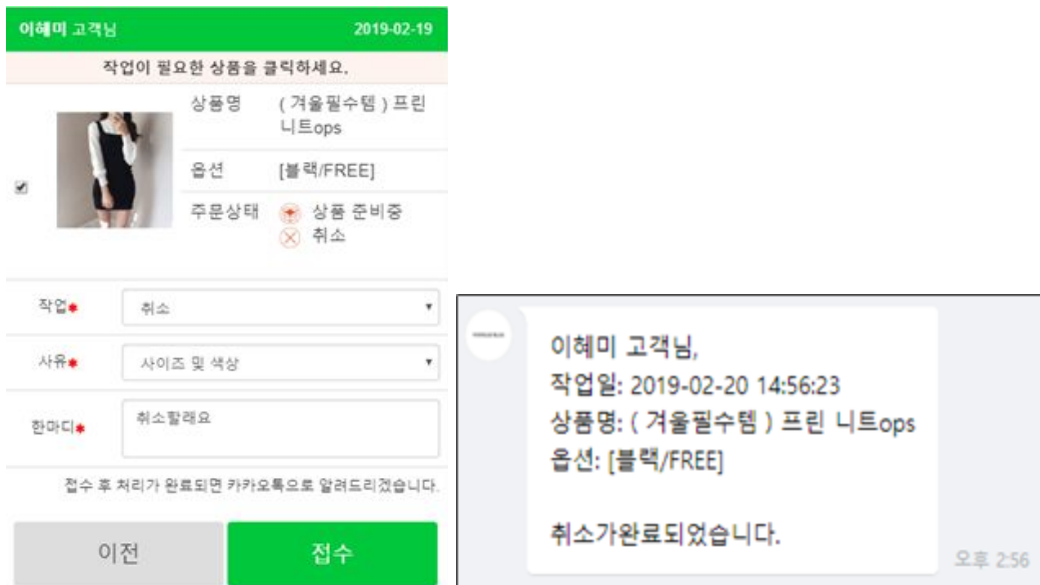 이혜미 고객님 2019-02-19
작업이 필요한 상품을 클릭하세요.
상품명 ( 겨울필수템 ) 프린
니트ops
옵션 [블랙/FREE]
주문상태 상품 준비중
취소
작업* 취소
사유* 사이즈 및 색상
한마디* 취소할래요
접수 후 처리가 완료되면 카카오톡으로 알려드리겠습니다.
이전 접수
이혜미 고객님,
작업일: 2019-02-20 14:56:23
상품명: ( 겨울필수템 ) 프린 니트ops
옵션: [블랙/FREE]
취소가완료되었습니다.
오후 2:56